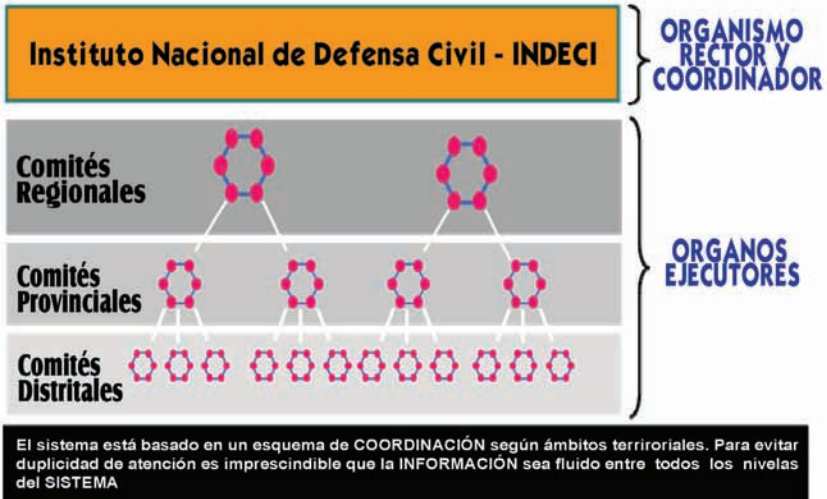 Instituto Nacional de Defensa Civil - INDECI
ORGANISMO
RECTOR Y
COORDINADOR
Comités
Regionales
Comités
Provinciales
Comités
Distritales
ORGANOS
EJECUTORES
El sistema está basado en un esquema de COORDINACIÓN según ámbitos terriroriales. Para evitar
duplicidad de atención es imprescindible que la INFORMACIÓN sea fluido entre todos los nivelas
del SISTEMA